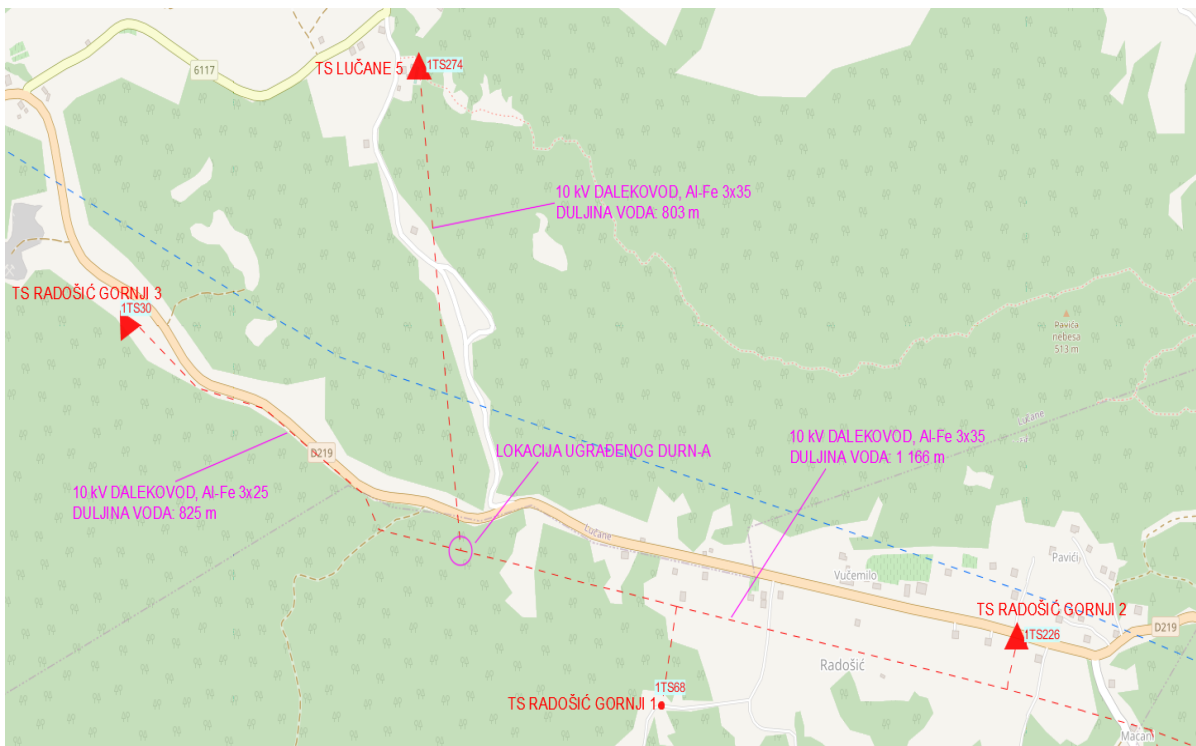 6117
TS LUČANE 5
1TS274
10 kV DALEKOVOD, Al-Fe 3x35
DULJINA VODA: 803 m
TS RADOŠIĆ GORNJI 3
1TS30
Pavića
nebesa
513 m
Lučane
D219
LOKACIJA UGRAĐENOG DURN-A
10 kV DALEKOVOD, Al-Fe 3x35
DULJINA VODA: 1 166 m
10 kV DALEKOVOD, Al-Fe 3x25
DULJINA VODA: 825 m
Lučane
Vučemilo
Pavići
TS RADOŠIĆ GORNJI 2
1TS226
D219
Radošić
1TS68
TS RADOŠIĆ GORNJI 1
Macani